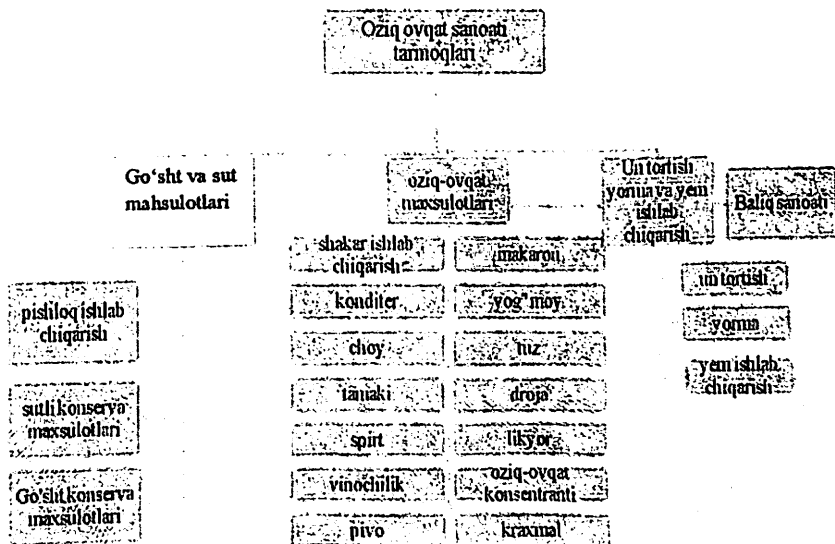 Oziq ovqat sanoati
tarmoqlari
Go‘sht va sut
mahsulotlari
oziq-ovqat
maxsulotlari
Un tortish
yorma va yem
ishlab
chiqarish
Baliq sanoati
pishloq ishlab
chiqarish
sutli konserva
maxsulotlari
Go'sht konserva
maxsulotlari
shakar ishlab
chiqarish
konditer
choy
tamaki
spirt
vinochilik
pivo
makaron
yog" moy
tuz
droja
likyor
oziq-ovqat
konsentranti
kraxmal
un tortish
yorma
yem ishlab
chiqarish